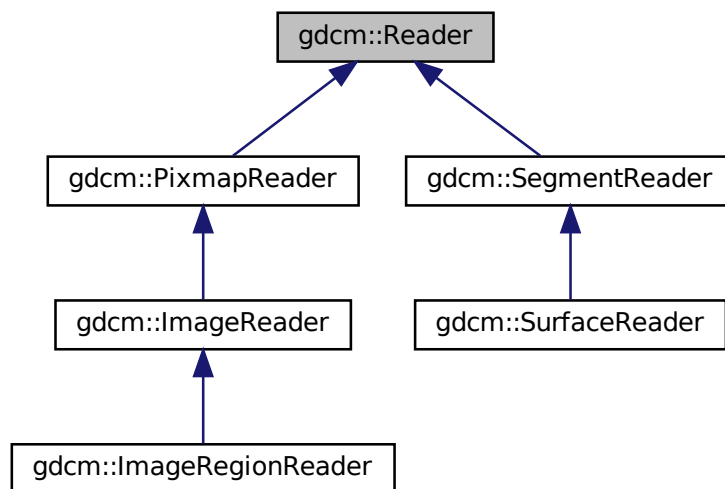 gdcm::Reader
gdcm::PixmapReader
gdcm::SegmentReader
gdcm::ImageReader
gdcm::SurfaceReader
gdcm::ImageRegionReader